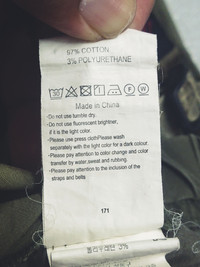 97% COTTON
3% POLYURETHANE
Made in China
·Do not use tumble dry.
·Do not use fluorescent brightner,
if it is the light color.
·Please use press cloth·Please wash
separately with the light color for a dark colour.
·Please pay attention to color change and color
transfer by water,sweat and rubbing.
·Please pay attention to the inclusion of the
straps and belts.
171
3%